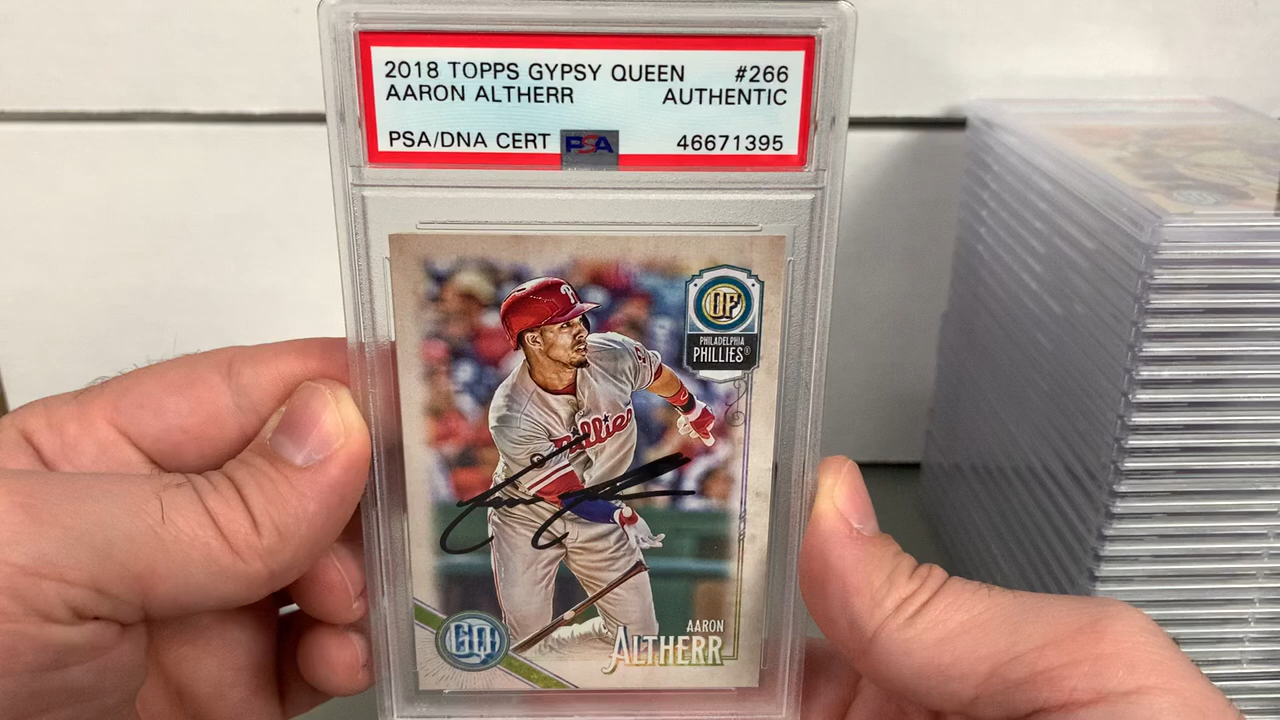 2018 TOPPS GYPSY QUEEN #266
AARON ALTHERR AUTHENTIC
PSA/DNA CERT PSA 46671395
P
OF
PHILADELPHIA
PHILLIES®
Phillies
GQ
AARON
ALTHERR